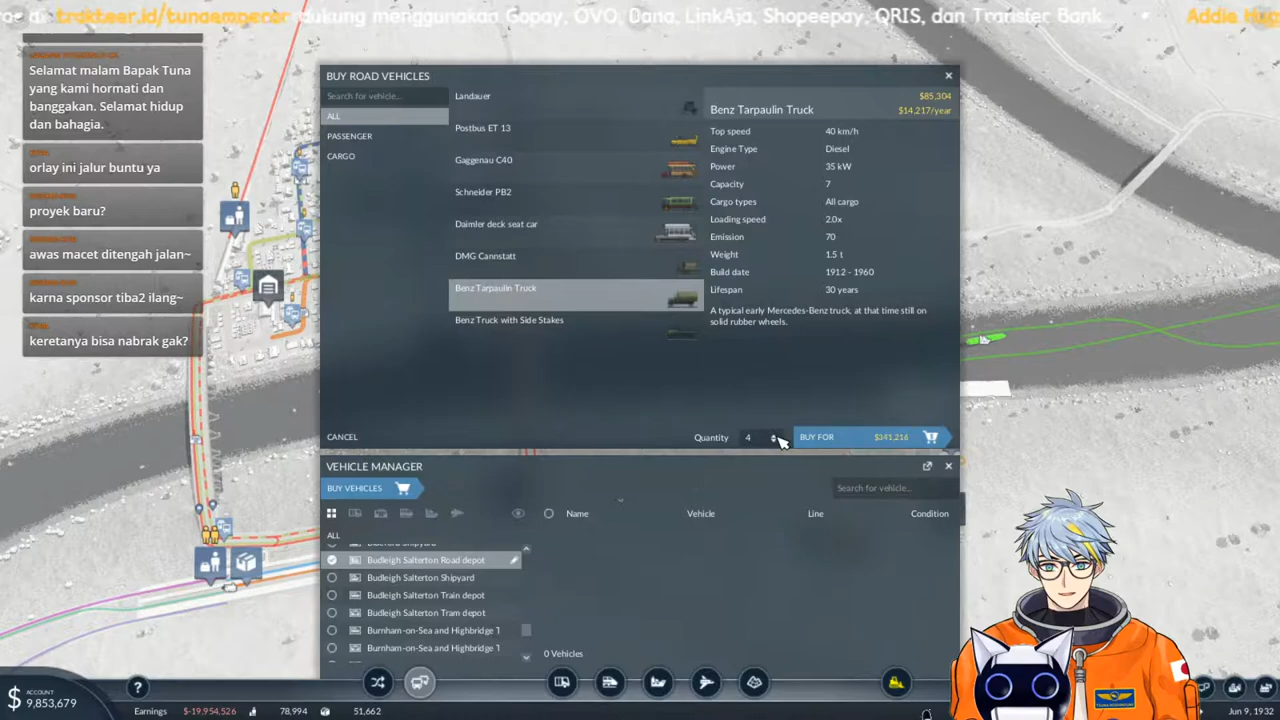 trakteer.id/tunaemperor dukung menggunakan Gopay, OVO, Dana, LinkAja, Shopeepay, QRIS, dan Transfer Bank
Selamat malam Bapak Tuna
yang kami hormati dan
banggakan. Selamat hidup
dan bahagia.
orlay ini jalur buntu ya
proyek baru?
awas macet ditengah jalan~
karna sponsor tiba2 ilang~
keretanya bisa nabrak gak?
BUY ROAD VEHICLES
Search for vehicle...
ALL
PASSENGER
CARGO
Landauer
Postbus ET 13
Gaggenau C40
Schneider PB2
Daimler deck seat car
DMG Cannstatt
Benz Tarpaulin Truck
Benz Truck with Side Stakes
$85,304
Benz Tarpaulin Truck
$14,217/year
Top speed 40 km/h
Engine Type Diesel
Power 35 kW
Capacity 7
Cargo types All cargo
Loading speed 2.0x
Emission 70
Weight 1.5 t
Build date 1912 - 1960
Lifespan 30 years
A typical early Mercedes-Benz truck, at that time still on
solid rubber wheels.
CANCEL
Quantity 4
BUY FOR $341,216
VEHICLE MANAGER
BUY VEHICLES
Search for vehicle...
Name Vehicle Line Condition
ALL
Budleigh Salterton Road depot
Budleigh Salterton Shipyard
Budleigh Salterton Train depot
Budleigh Salterton Tram depot
Burnham-on-Sea and Highbridge T
Burnham-on-Sea and Highbridge T
0 Vehicles
$ ACCOUNT
9,853,679
?
Earnings $-19,954,526 78,994 51,662
Jun 9, 1932